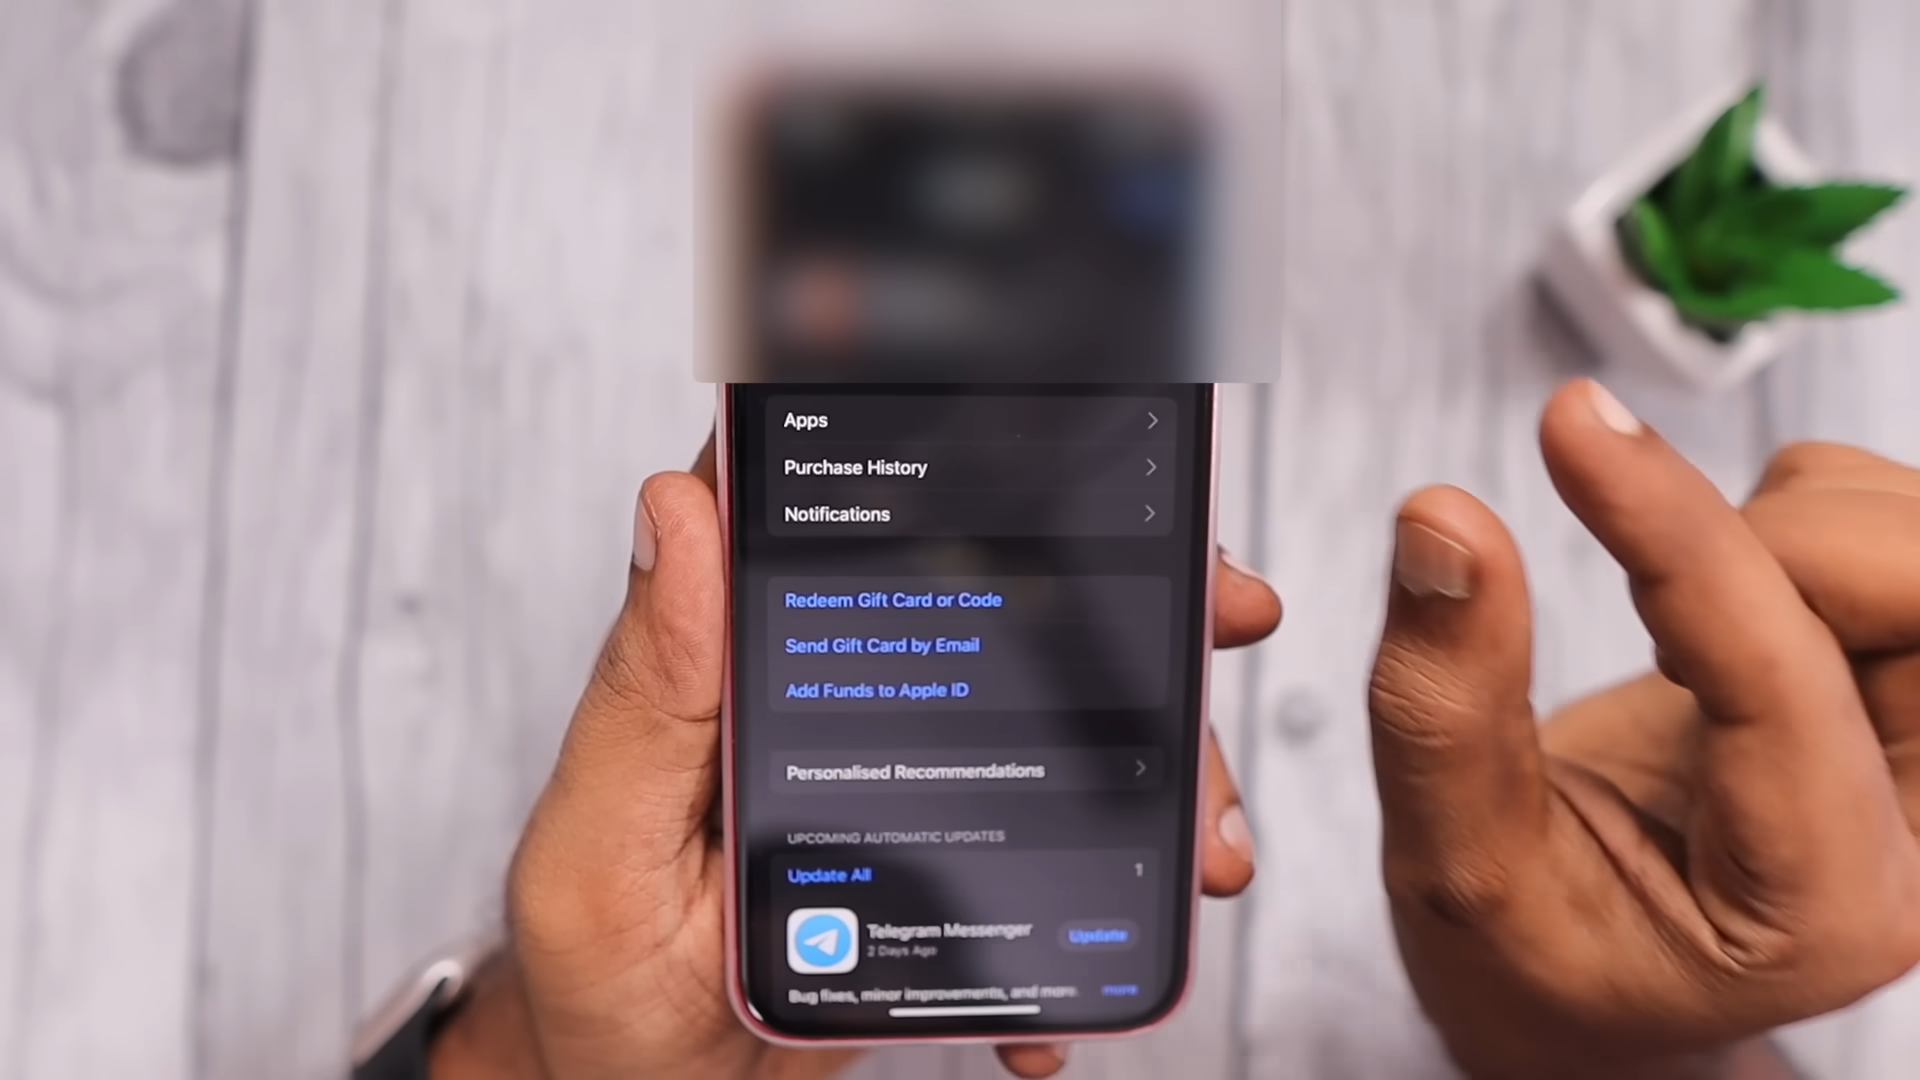 Apps
Purchase History
Notifications
Redeem Gift Card or Code
Send Gift Card by Email
Add Funds to Apple ID
Personalised Recommendations
UPCOMING AUTOMATIC UPDATES
Update All 1
Telegram Messenger
Update
2 Days Ago
Bug fixes, minor improvements, and more. more